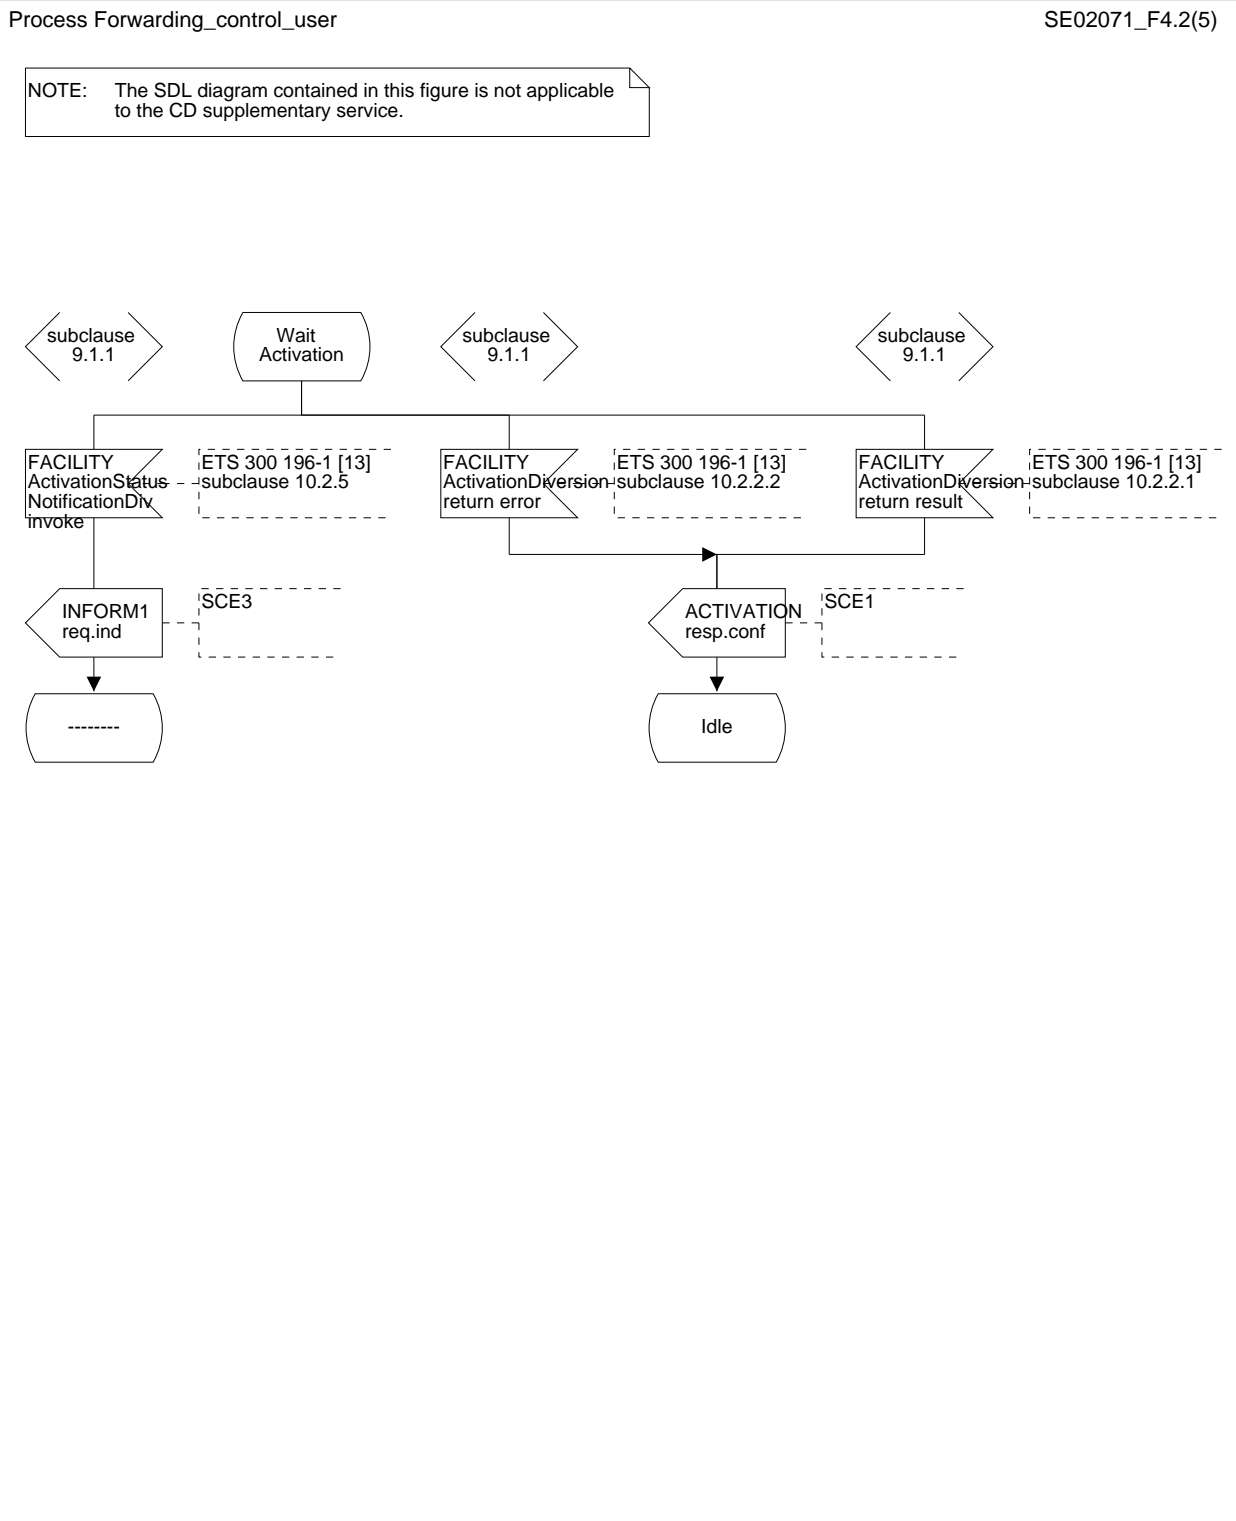 Process Forwarding_control_user
SE02071_F4.2(5)
NOTE: The SDL diagram contained in this figure is not applicable
to the CD supplementary service.
subclause
9.1.1
Wait
Activation
subclause
9.1.1
subclause
9.1.1
FACILITY
ActivationStatus
NotificationDiv
invoke
ETS 300 196-1 [13]
subclause 10.2.5
FACILITY
ActivationDiversion
return error
ETS 300 196-1 [13]
subclause 10.2.2.2
FACILITY
ActivationDiversion
return result
ETS 300 196-1 [13]
subclause 10.2.2.1
INFORM1
req.ind
SCE3
ACTIVATION
resp.conf
SCE1
--------
Idle